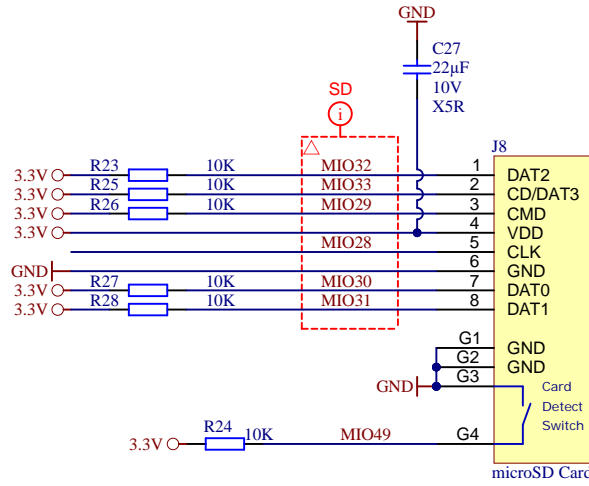 GND
C27
22µF
10V
X5R
SD
i
J8
3.3V R23 10K MIO32 1 DAT2
3.3V R25 10K MIO33 2 CD/DAT3
3.3V R26 10K MIO29 3 CMD
3.3V 4 VDD
MIO28 5 CLK
GND 6 GND
3.3V R27 10K MIO30 7 DAT0
3.3V R28 10K MIO31 8 DAT1
G1 GND
G2 GND
GND G3 Card
Detect
Switch
3.3V R24 10K MIO49 G4
microSD Card